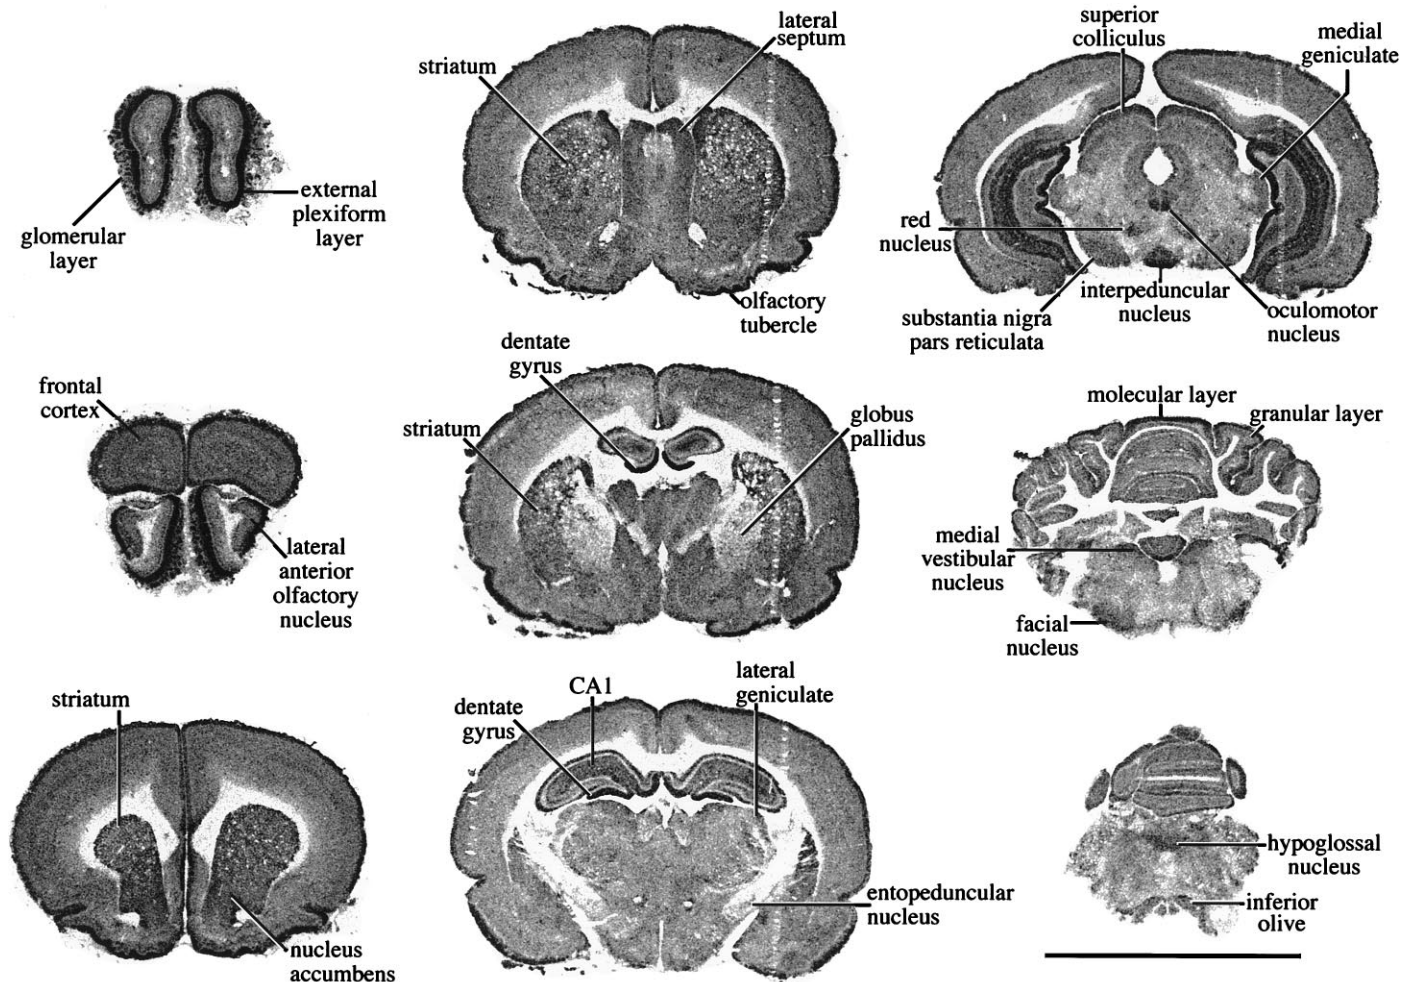 glomerular
layer
external
plexiform
layer
frontal
cortex
lateral
anterior
olfactory
nucleus
striatum
nucleus
accumbens
striatum
lateral
septum
olfactory
tubercle
dentate
gyrus
striatum
globus
pallidus
CA1
dentate
gyrus
lateral
geniculate
entopeduncular
nucleus
superior
colliculus
medial
geniculate
red
nucleus
substantia nigra
pars reticulata
interpeduncular
nucleus
oculomotor
nucleus
molecular layer
granular layer
medial
vestibular
nucleus
facial
nucleus
hypoglossal
nucleus
inferior
olive